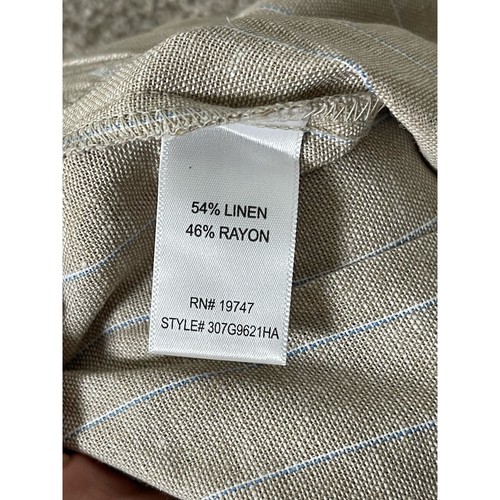 54% LINEN
46% RAYON
RN# 19747
STYLE# 307G9621HA